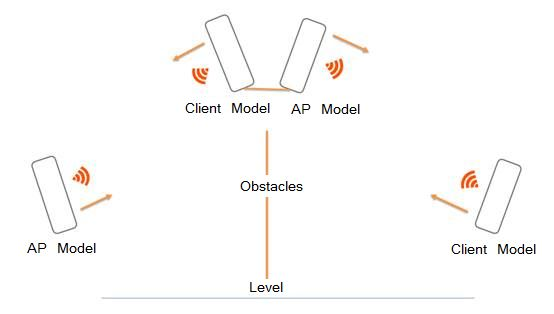 Client Model AP Model
Obstacles
AP Model
Client Model
Level